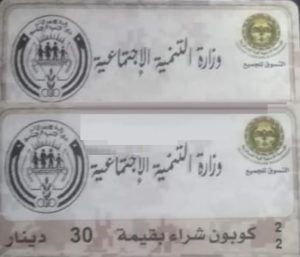 وزارة التنمية الإجتماعية
التسوق للجميع
وزارة التنمية الإجتماعية
التسوق للجميع
كوبون شراء بقيمة 30 دينار
2
2